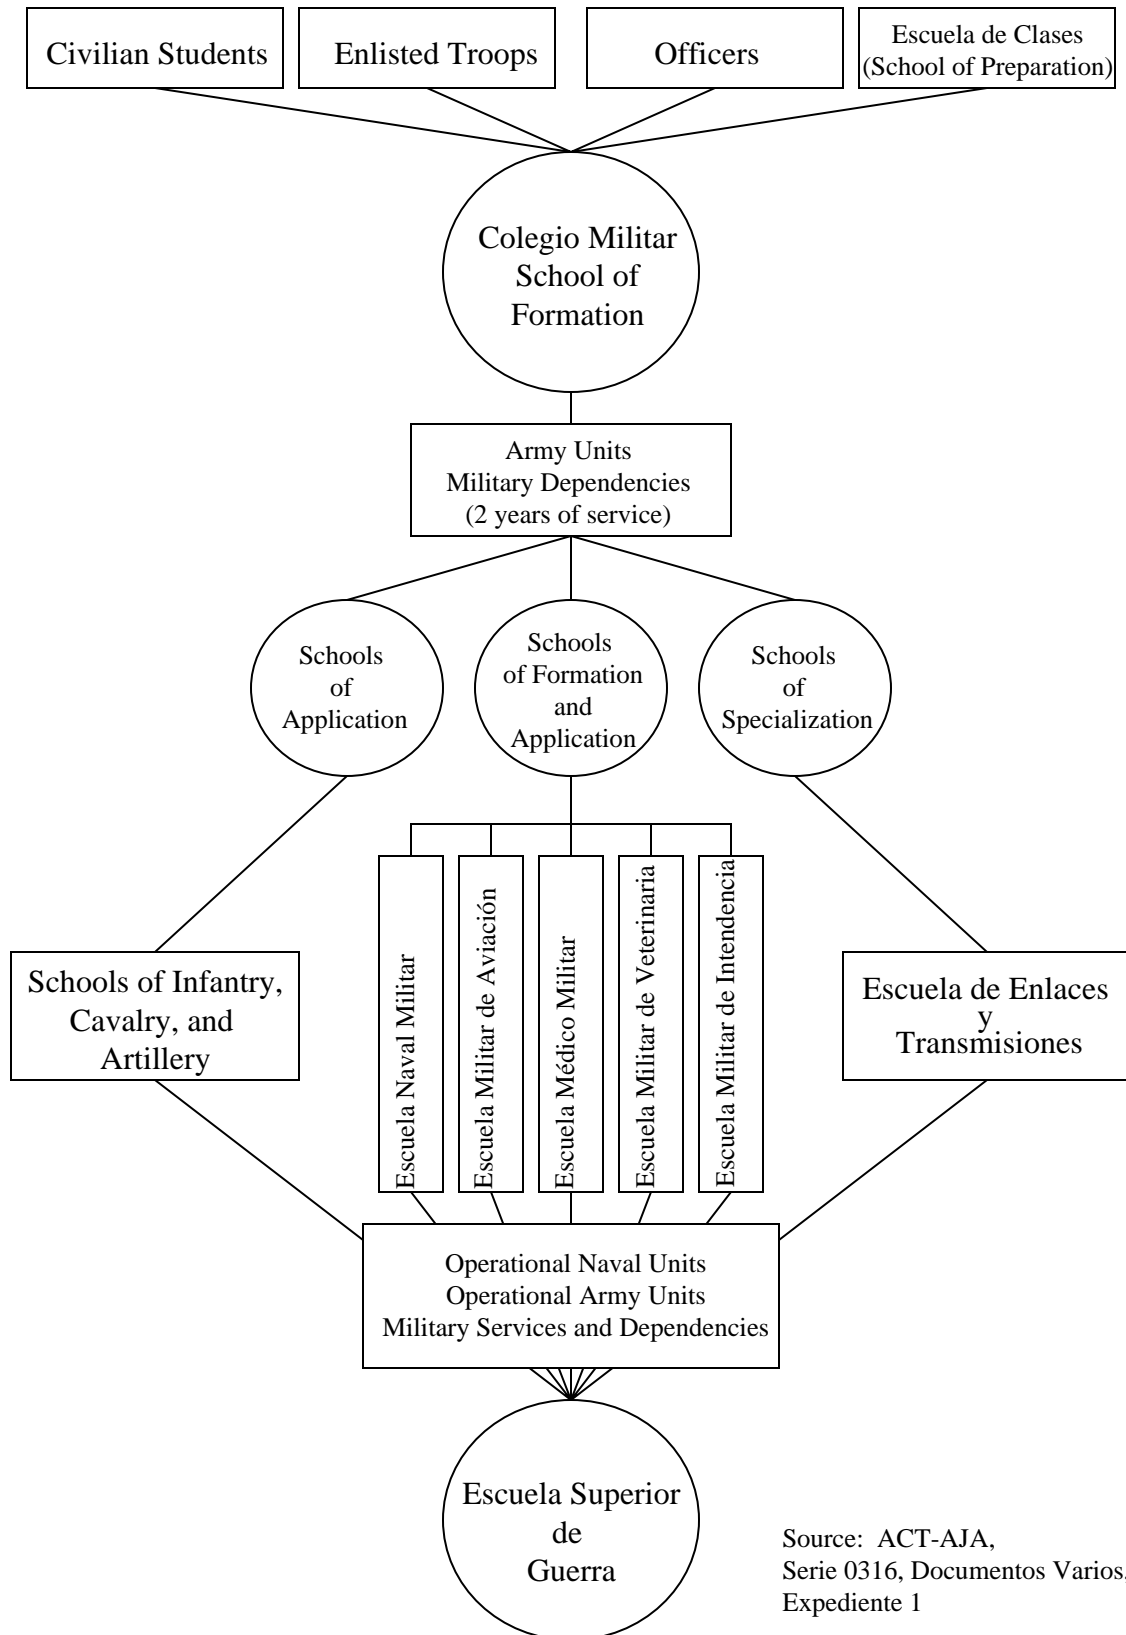 Civilian Students
Enlisted Troops
Officers
Escuela de Clases
(School of Preparation)
Colegio Militar
School of
Formation
Army Units
Military Dependencies
(2 years of service)
Schools
of
Application
Schools
of Formation
and
Application
Schools
of
Specialization
Schools of Infantry,
Cavalry, and
Artillery
Escuela Naval Militar
Escuela Militar de Aviación
Escuela Médico Militar
Escuela Militar de Veterinaria
Escuela Militar de Intendencia
Escuela de Enlaces
y
Transmisiones
Operational Naval Units
Operational Army Units
Military Services and Dependencies
Escuela Superior
de
Guerra
Source: ACT-AJA,
Serie 0316, Documentos Varios,
Expediente 1